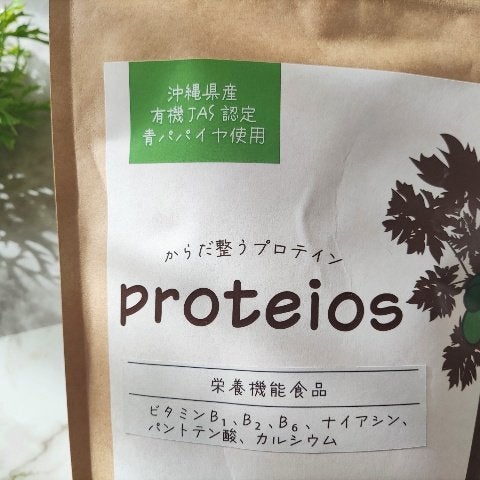 沖縄県産
有機JAS認定
青パパイヤ使用
からだ整うプロテイン
proteios
栄養機能食品
ビタミンB₁、B₂、B₆、ナイアシン、
パントテン酸、カルシウム